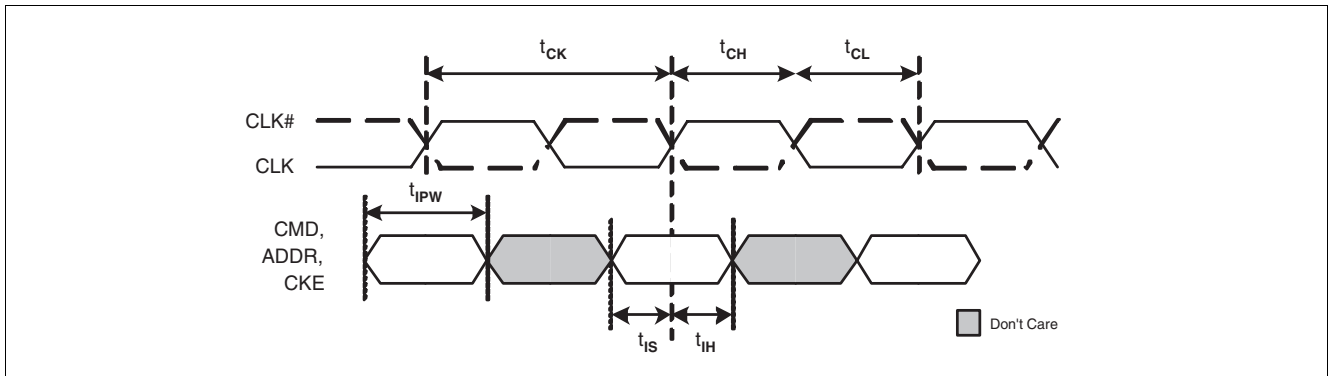 tCK
tCH
tCL
CLK#
CLK
tIPW
CMD,
ADDR,
CKE
tIS
tIH
Don't Care